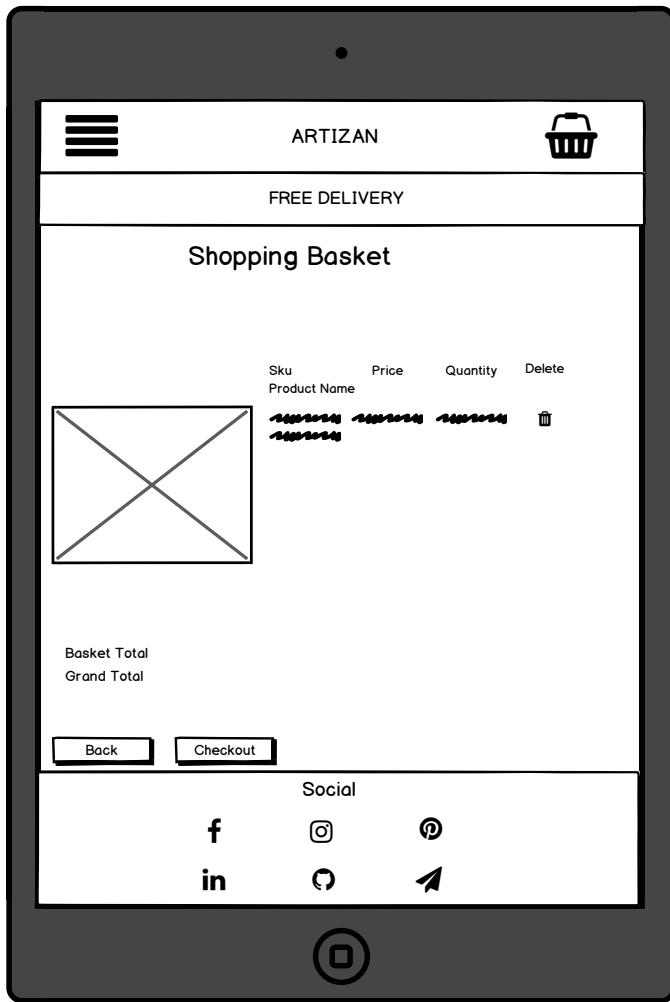 ARTIZAN
FREE DELIVERY
Shopping Basket
Sku Price Quantity Delete
Product Name
Basket Total
Grand Total
Back Checkout
Social